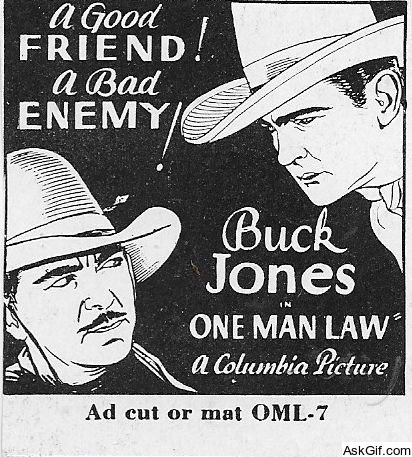 A Good
FRIEND!
A Bad
ENEMY!
Buck
Jones
IN
ONE MAN LAW"
A Columbia Picture
Ad cut or mat OML-7
AskGif.com